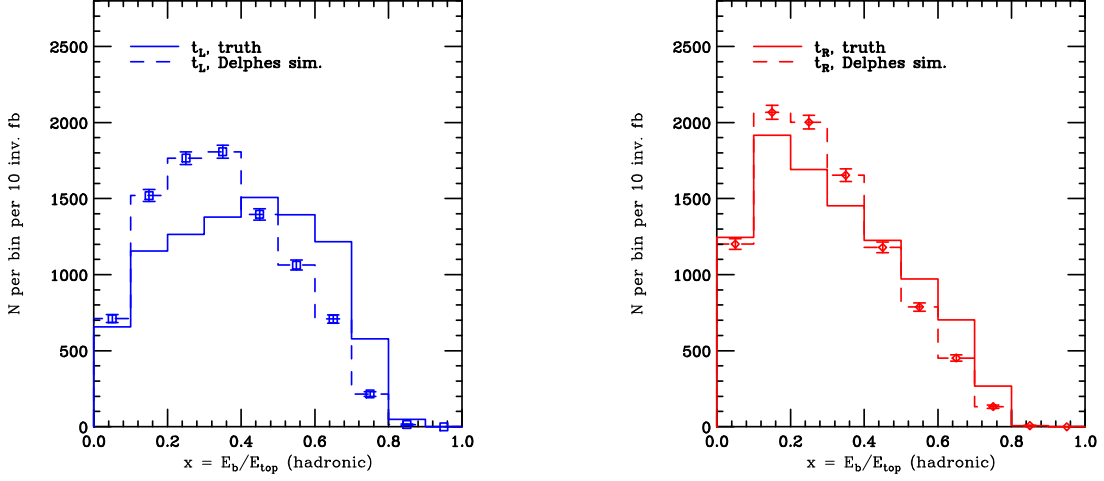 2500
2000
1500
1000
500
0
0.0 0.2 0.4 0.6 0.8 1.0
N per bin per 10 inv. fb
x = E_b/E_top (hadronic)
t_L, truth
t_L, Delphes sim.
2500
2000
1500
1000
500
0
0.0 0.2 0.4 0.6 0.8 1.0
N per bin per 10 inv. fb
x = E_b/E_top (hadronic)
t_R, truth
t_R, Delphes sim.